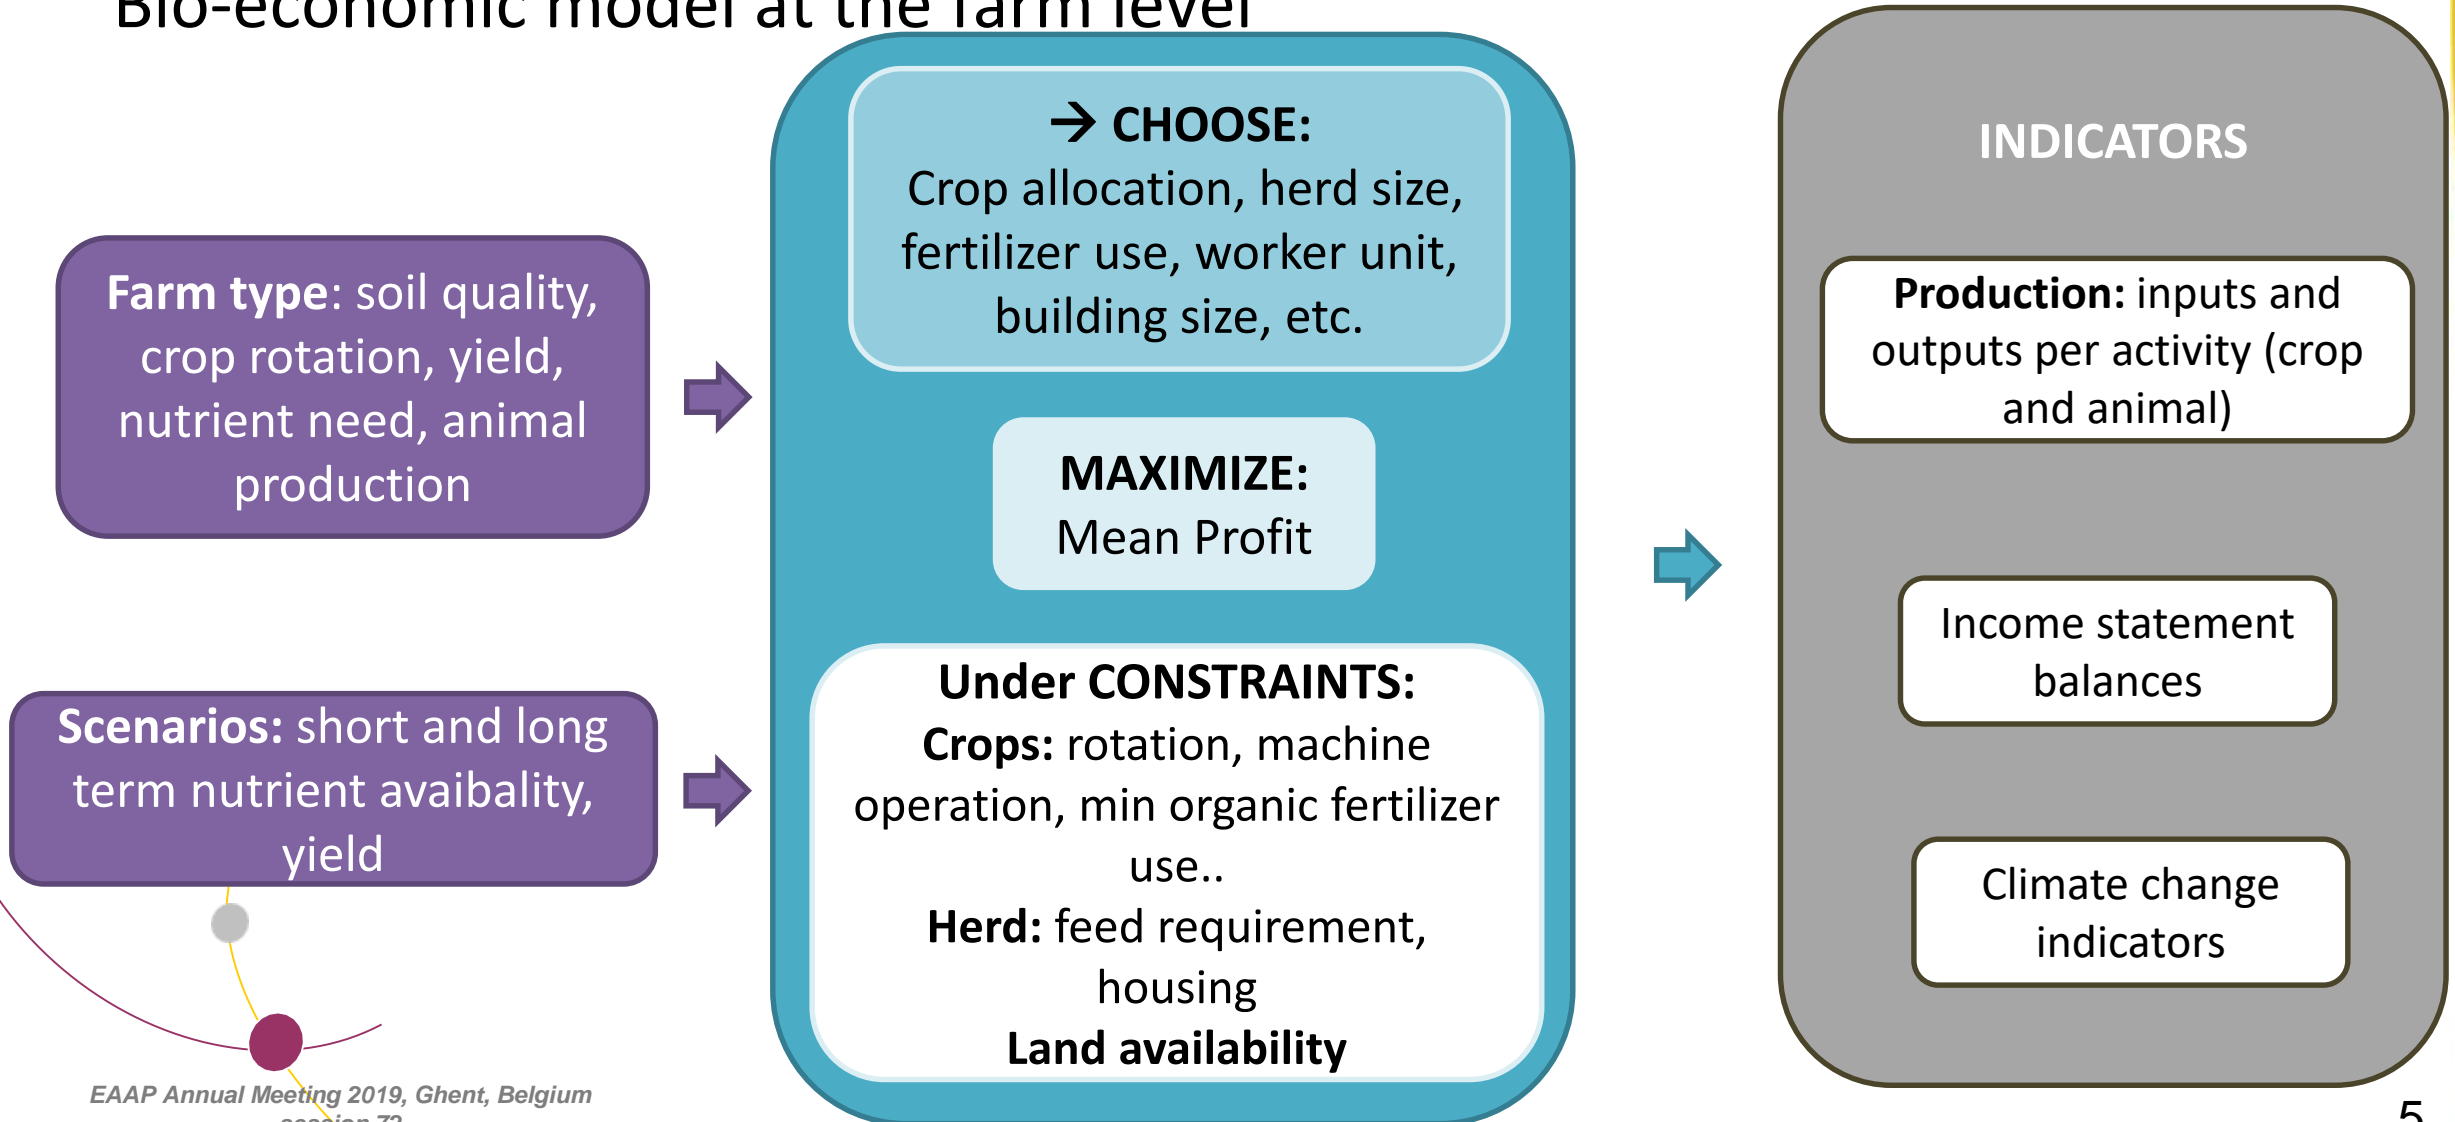 Bio-economic model at the farm level
Farm type: soil quality,
crop rotation, yield,
nutrient need, animal
production
Scenarios: short and long
term nutrient avaibality,
yield
→ CHOOSE:
Crop allocation, herd size,
fertilizer use, worker unit,
building size, etc.
MAXIMIZE:
Mean Profit
Under CONSTRAINTS:
Crops: rotation, machine
operation, min organic fertilizer
use..
Herd: feed requirement,
housing
Land availability
INDICATORS
Production: inputs and
outputs per activity (crop
and animal)
Income statement
balances
Climate change
indicators
EAAP Annual Meeting 2019, Ghent, Belgium
session 72
5